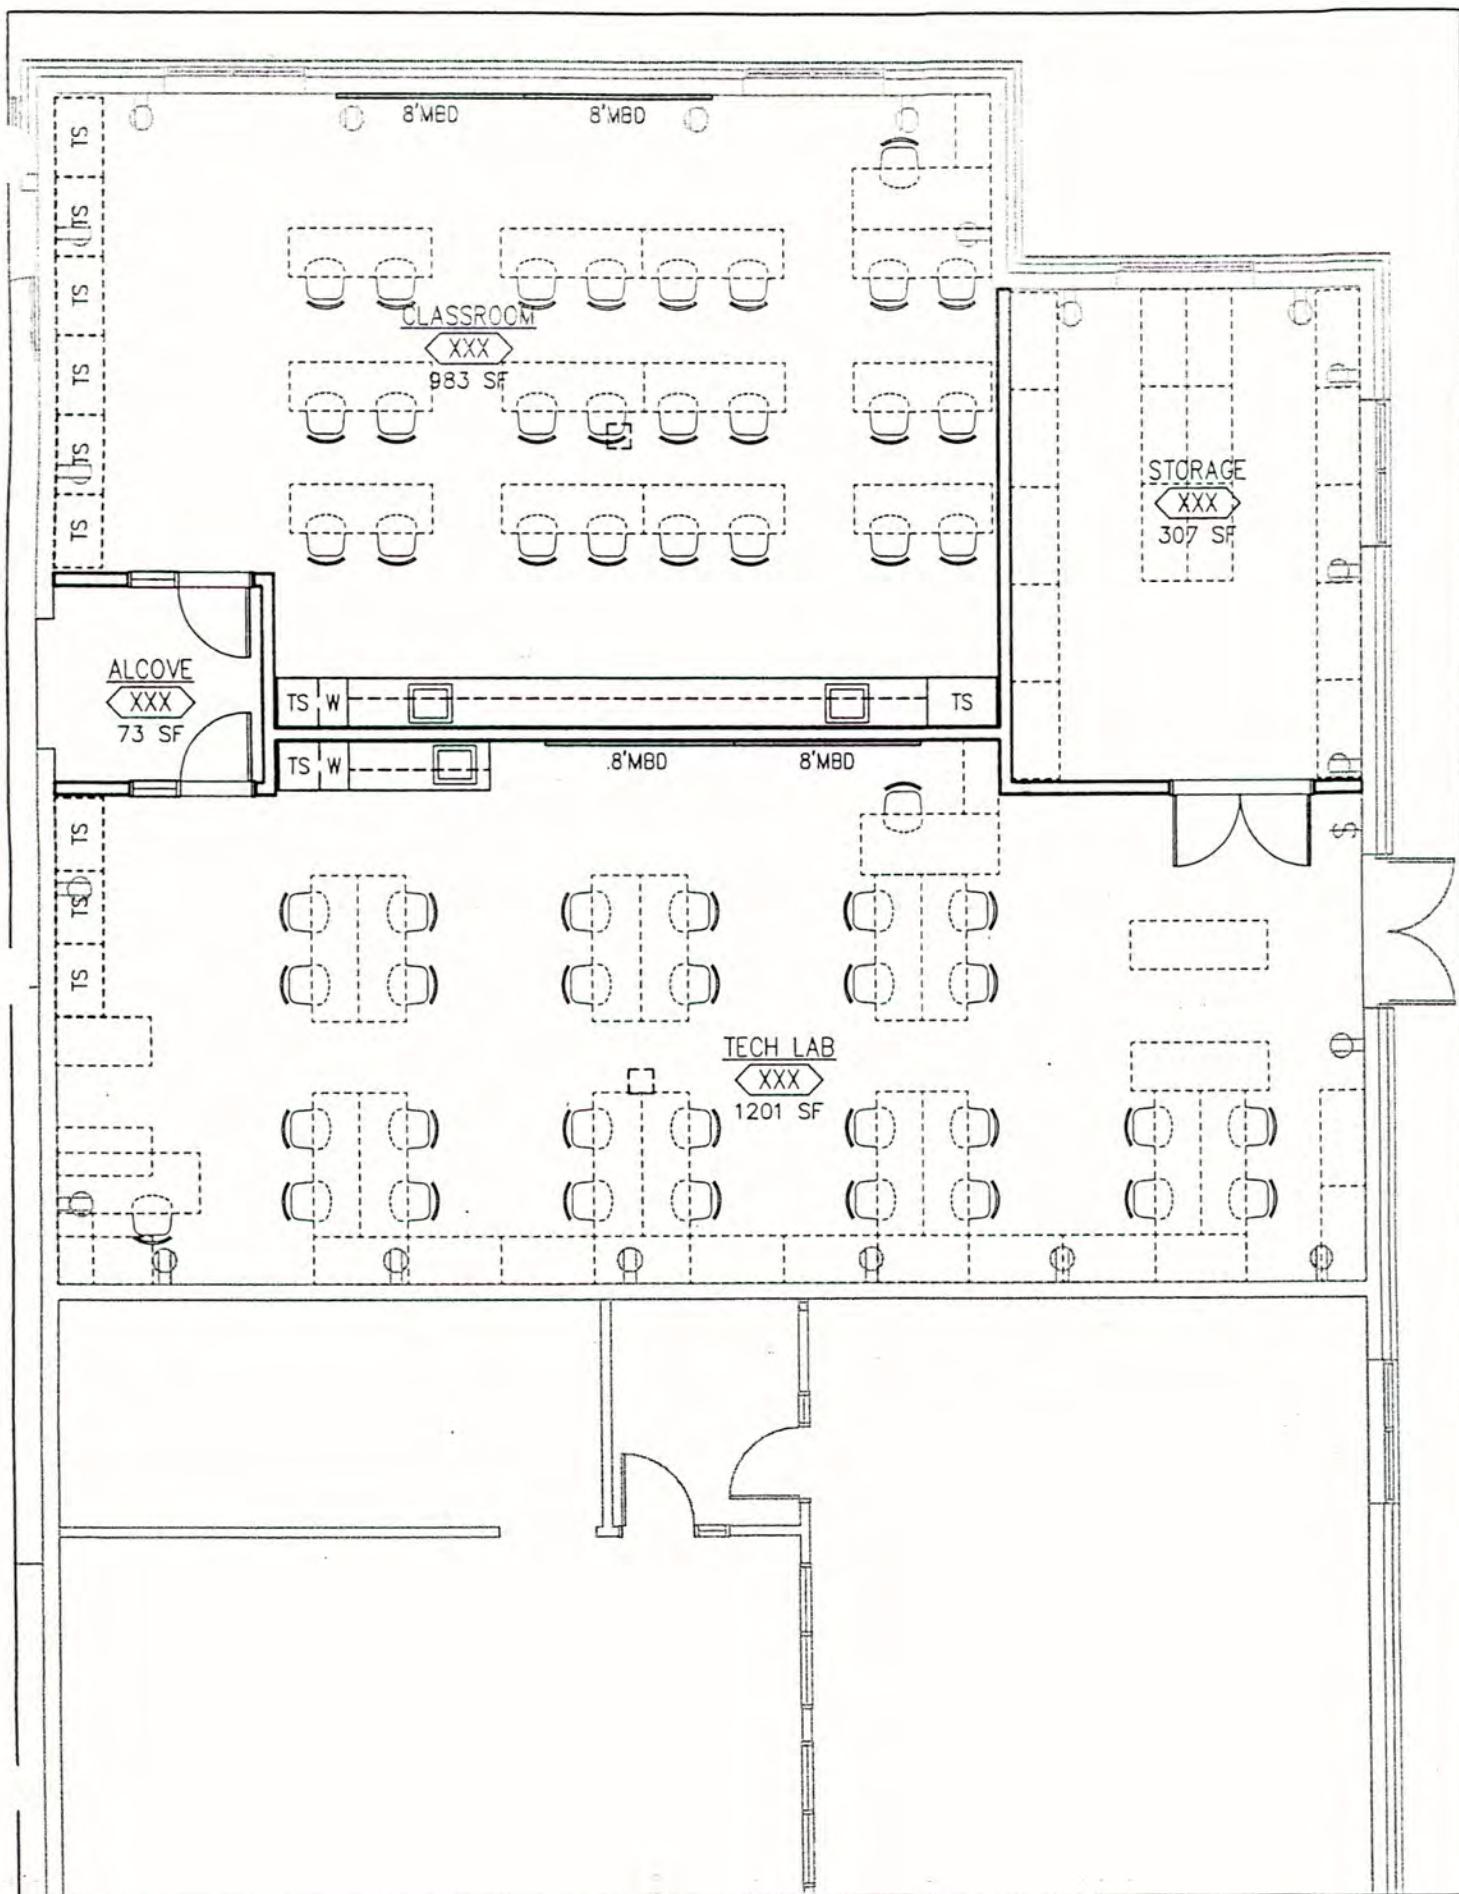 8'MBD
8'MBD
TS
TS
TS
TS
TS
TS
CLASSROOM
XXX
983 SF
STORAGE
XXX
307 SF
ALCOVE
XXX
73 SF
TS
W
TS
TS
W
8'MBD
8'MBD
TS
TS
TS
$
TECH LAB
XXX
1201 SF